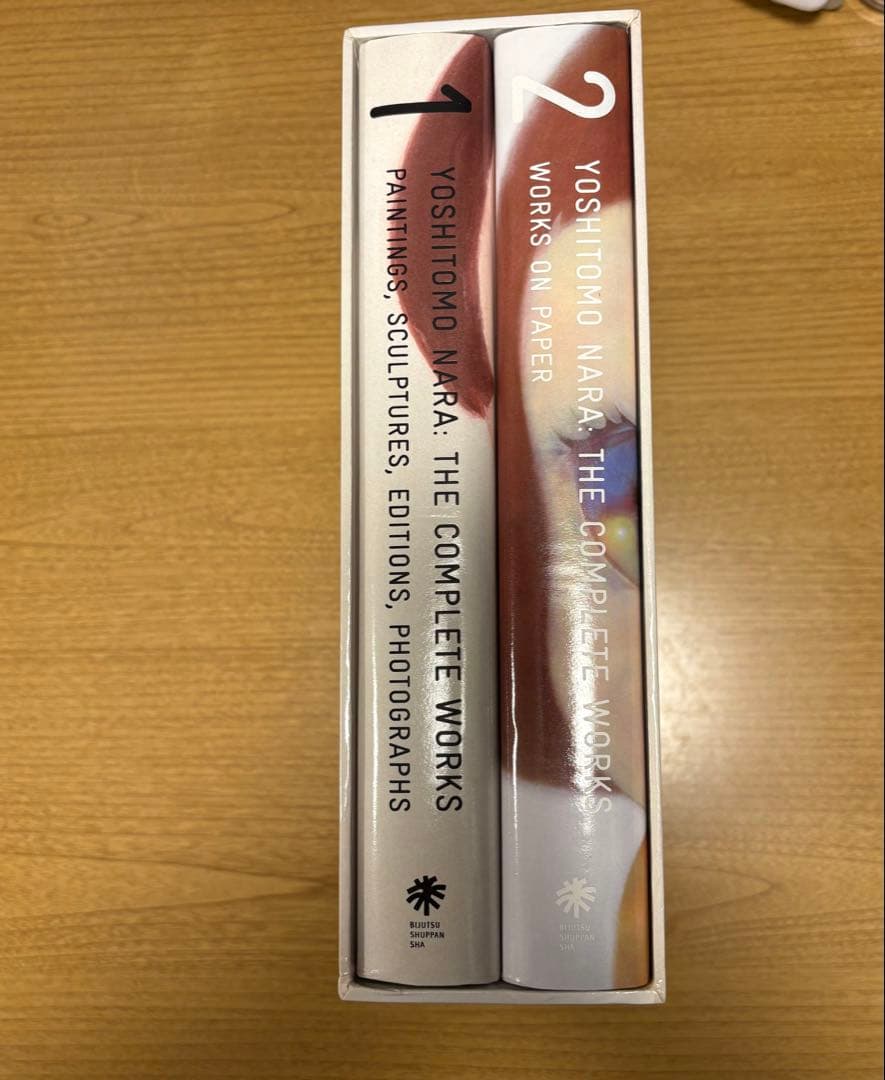 1
YOSHITOMO NARA: THE COMPLETE WORKS
PAINTINGS, SCULPTURES, EDITIONS, PHOTOGRAPHS
BIJUTSU
SHUPPAN
SHA
2
YOSHITOMO NARA: THE COMPLETE WORKS
WORKS ON PAPER
BIJUTSU
SHUPPAN
SHA